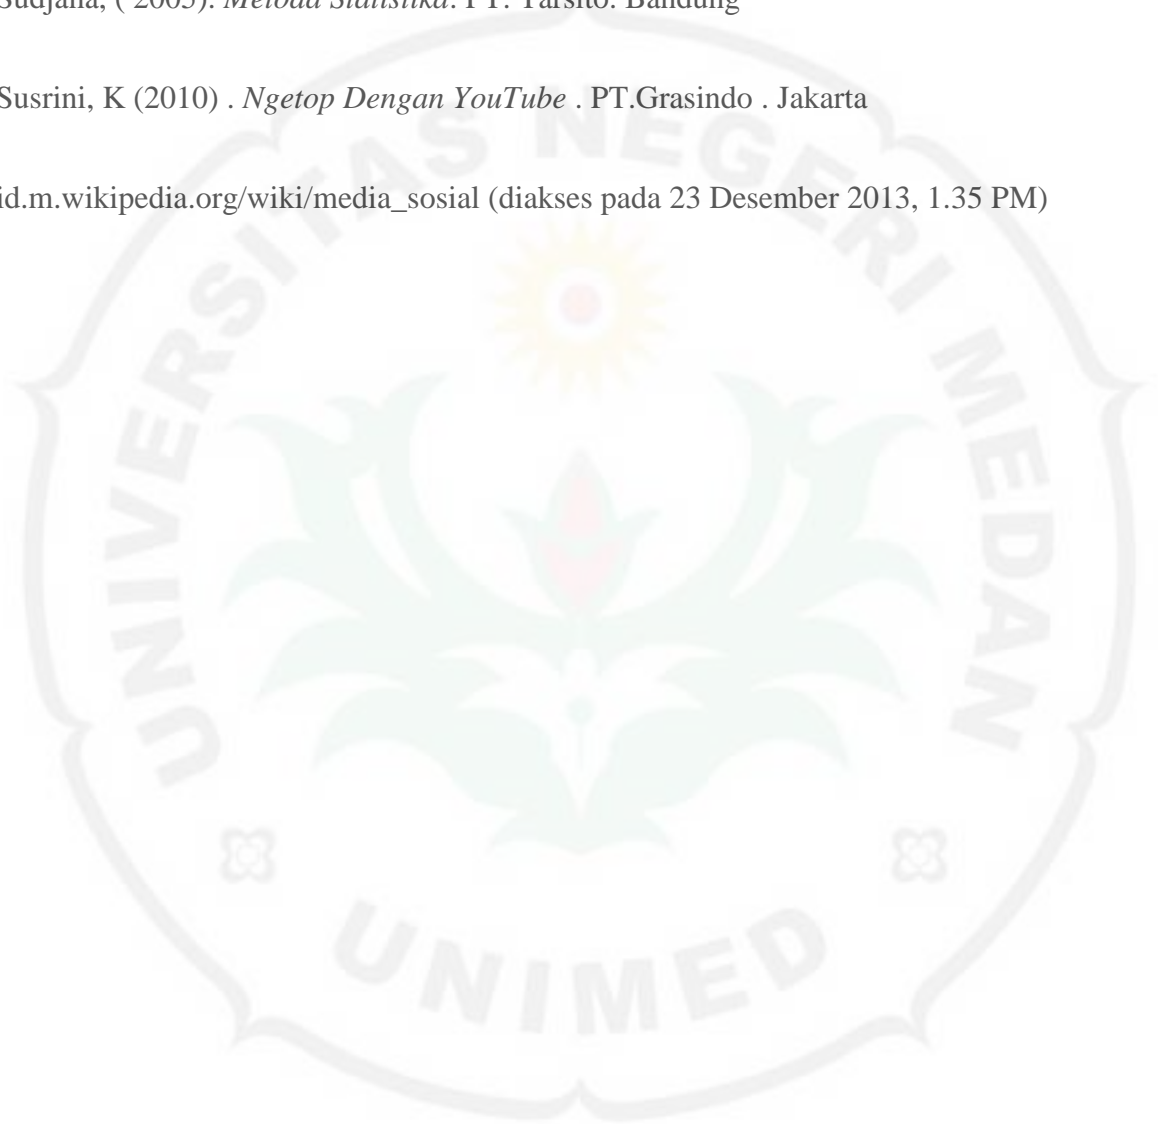 Sudjana, ( 2005). Metoda Statistika. PT. Tarsito. Bandung
Susrini, K (2010) . Ngetop Dengan YouTube . PT.Grasindo . Jakarta
id.m.wikipedia.org/wiki/media_sosial (diakses pada 23 Desember 2013, 1.35 PM)
UNIVERSITAS NEGERI MEDAN
UNIMED